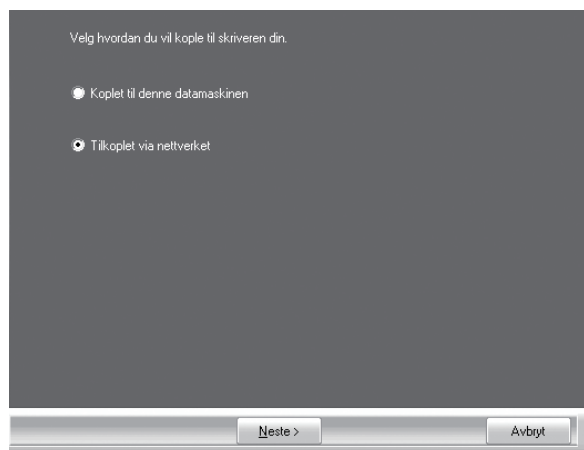 Velg hvordan du vil kople til skriveren din.
Koplet til denne datamaskinen
Tilkoplet via nettverket
Neste >
Avbryt